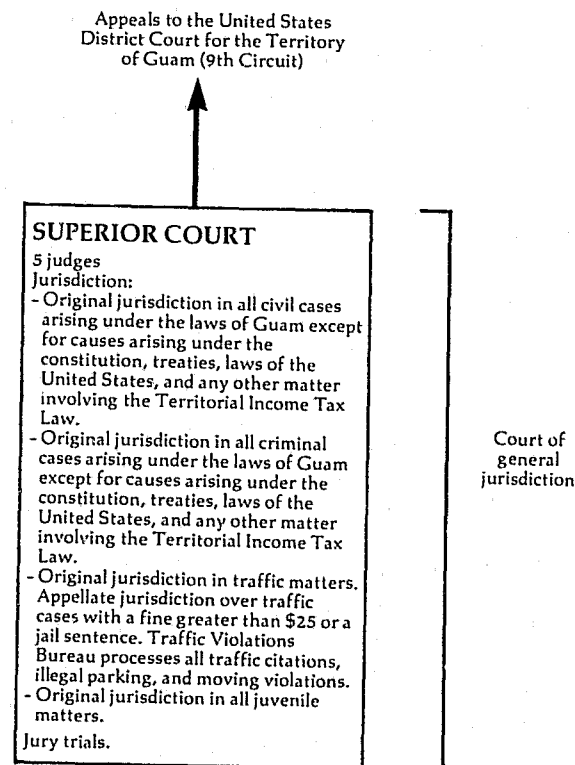 Appeals to the United States
District Court for the Territory
of Guam (9th Circuit)
SUPERIOR COURT
5 judges
Jurisdiction:
- Original jurisdiction in all civil cases
arising under the laws of Guam except
for causes arising under the
constitution, treaties, laws of the
United States, and any other matter
involving the Territorial Income Tax
Law.
- Original jurisdiction in all criminal
cases arising under the laws of Guam
except for causes arising under the
constitution, treaties, laws of the
United States, and any other matter
involving the Territorial Income Tax
Law.
- Original jurisdiction in traffic matters.
Appellate jurisdiction over traffic
cases with a fine greater than $25 or a
jail sentence. Traffic Violations
Bureau processes all traffic citations,
illegal parking, and moving violations.
- Original jurisdiction in all juvenile
matters.
Jury trials.
Court of
general
jurisdiction